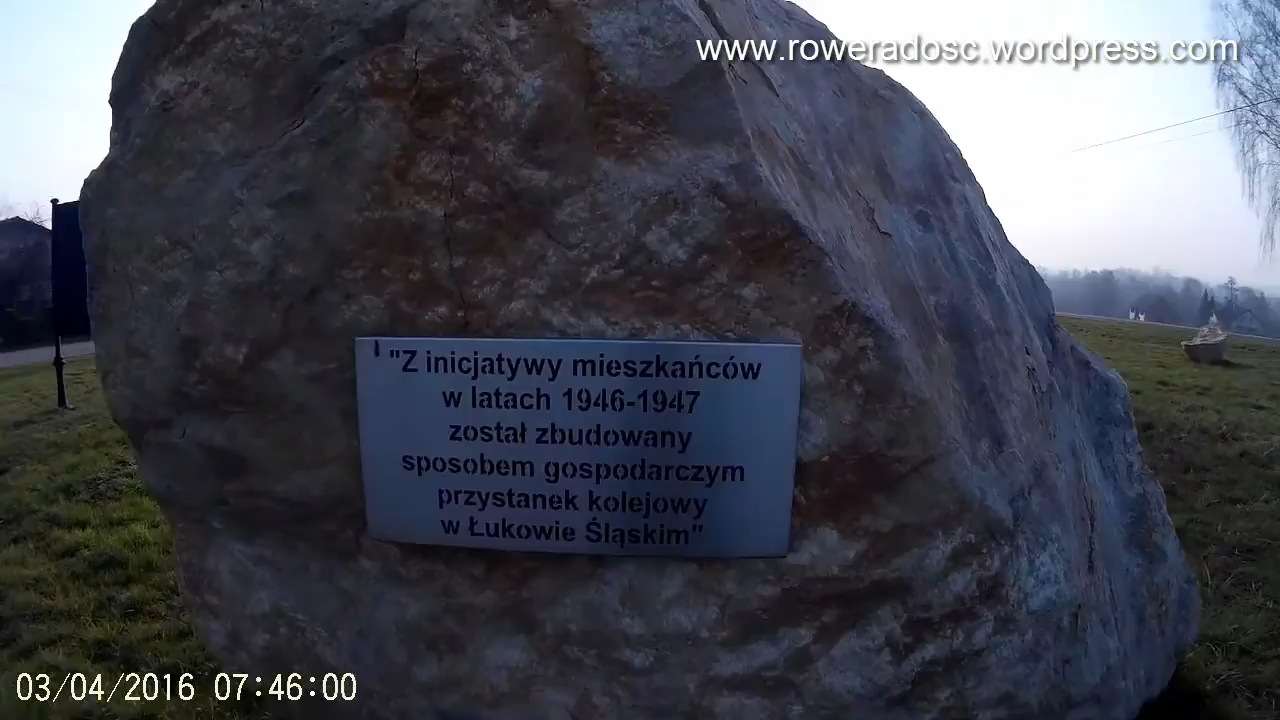 www.roweradosc.wordpress.com
"Z inicjatywy mieszkańców
w latach 1946-1947
został zbudowany
sposobem gospodarczym
przystanek kolejowy
w Łukowie Śląskim"
03/04/2016 07:46:00